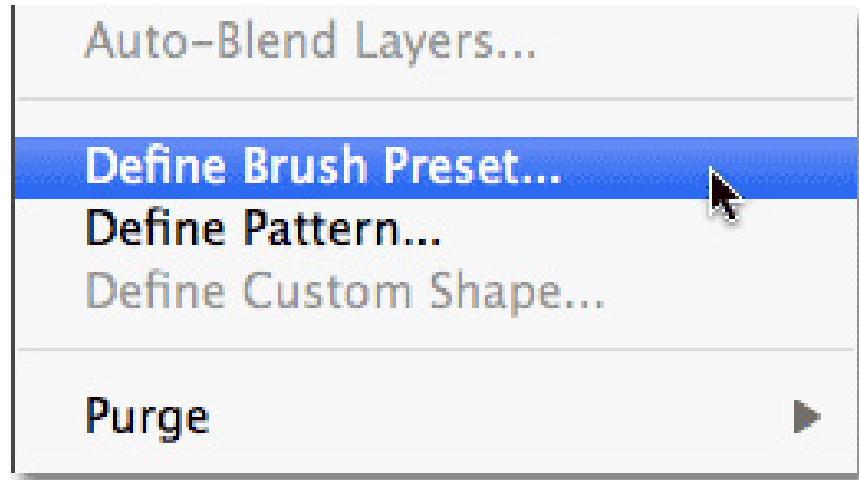 Auto-Blend Layers...
Define Brush Preset...
Define Pattern...
Define Custom Shape...
Purge